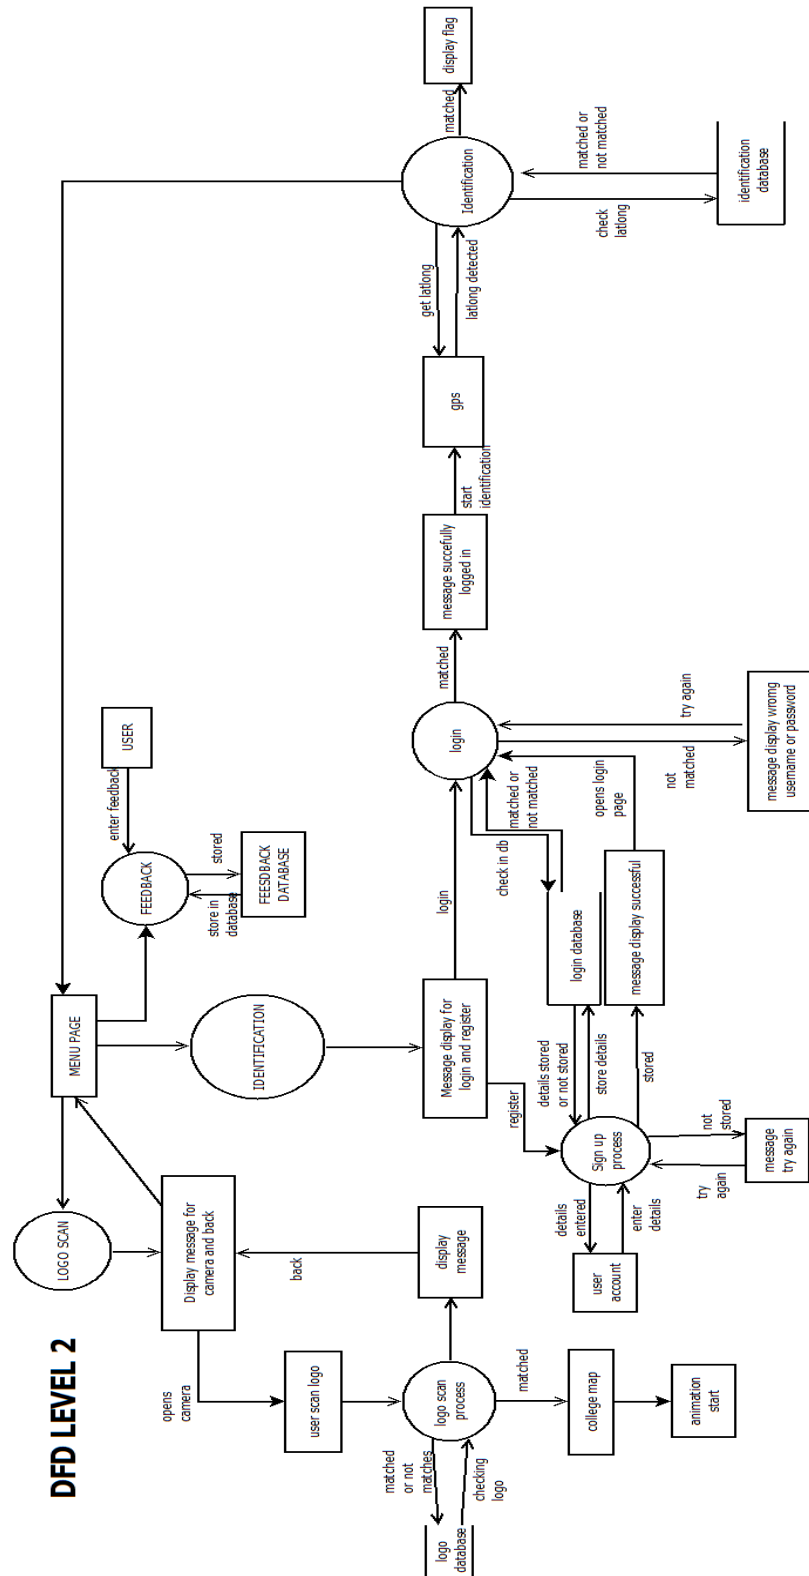 DFD LEVEL 2
LOGO SCAN
MENU PAGE
Display message for
camera and back
opens
camera
back
user scan logo
display
message
logo scan
process
matched
or not
matches
checking
logo
logo
database
matched
college map
animation
start
IDENTIFICATION
FEEDBACK
enter feedback
USER
stored
store in
database
FEESDBACK
DATABASE
Message display for
login and register
register
login
Sign up
process
details
entered
enter
details
user
account
not
stored
try
again
message
try again
details stored
or not stored
store details
stored
login database
message display successful
check in db
matched or
not matched
opens login
page
login
not
matched
try again
message display wromg
username or password
matched
message succefully
logged in
start
identification
gps
get latlong
latlong detected
Identification
matched
display flag
check
latlong
matched or
not matched
identification
database